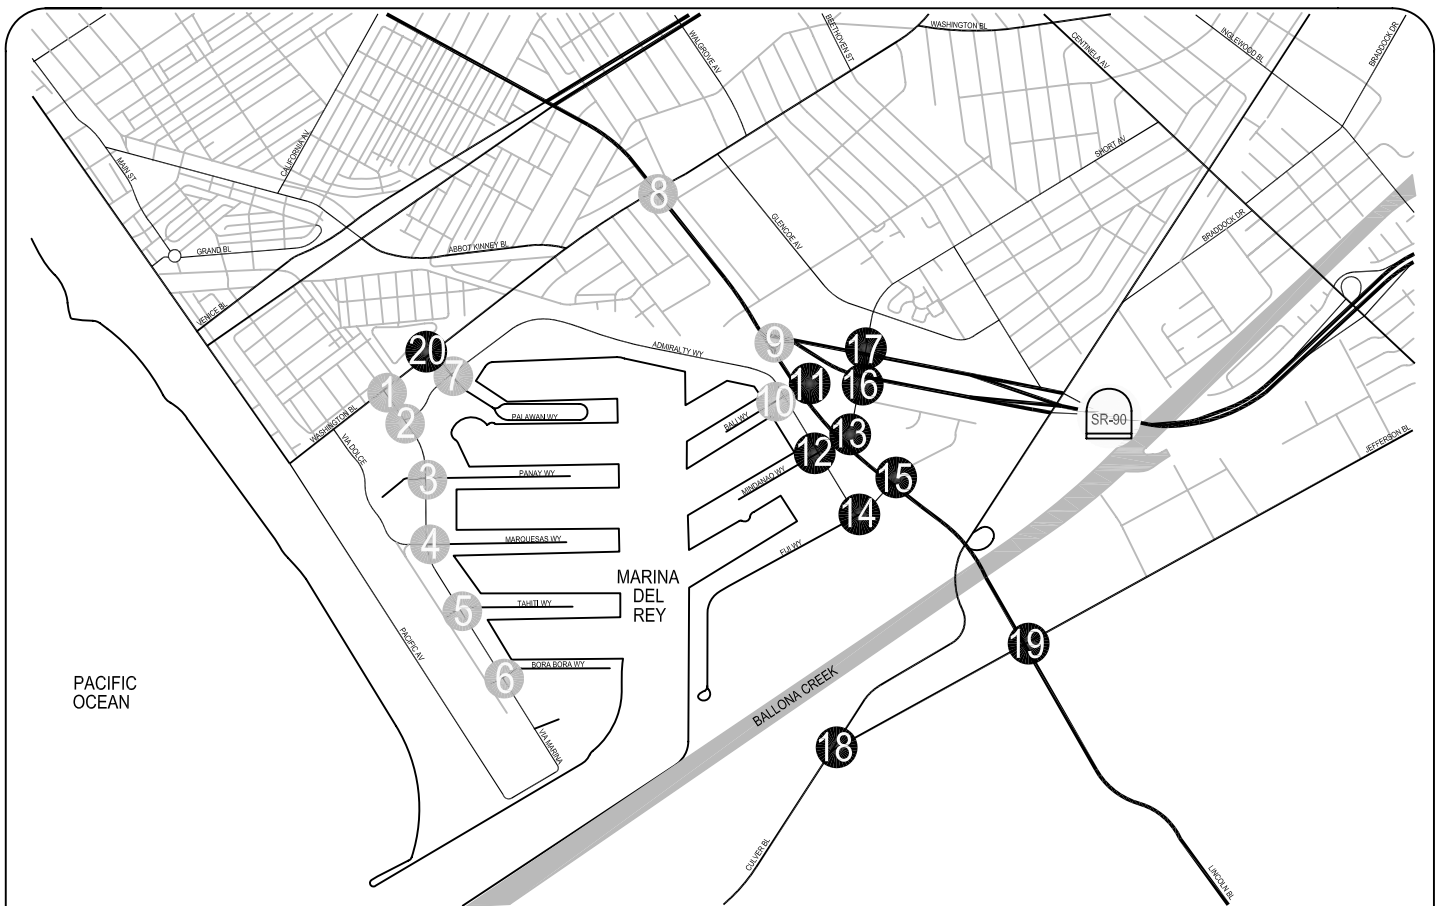 WASHINGTON BL
BEETHOVEN ST
WALGROVE AV
CENTINELA AV
INGLEWOOD BL
BRADDOCK DR
CALIFORNIA AV
MAIN ST
SHORT AV
8
GLENCOE AV
BRADDOCK DR
GRAND BL
ABBOT KINNEY BL
VENICE BL
20
7
ADMIRALTY WY
9
17
11
16
1
2
10
SR-90
PALAWAN WY
BALI WY
WASHINGTON BL
VIA DOLCE
13
12
JEFFERSON BL
3
PANAY WY
MINDANAO WY
15
14
4
MARQUESAS WY
FIJI WY
MARINA
DEL
REY
5
TAHITI WY
PACIFIC AV
19
6
BORA BORA WY
PACIFIC
OCEAN
BALLONA CREEK
VIA MARINA
18
CULVER BL
LINCOLN BL